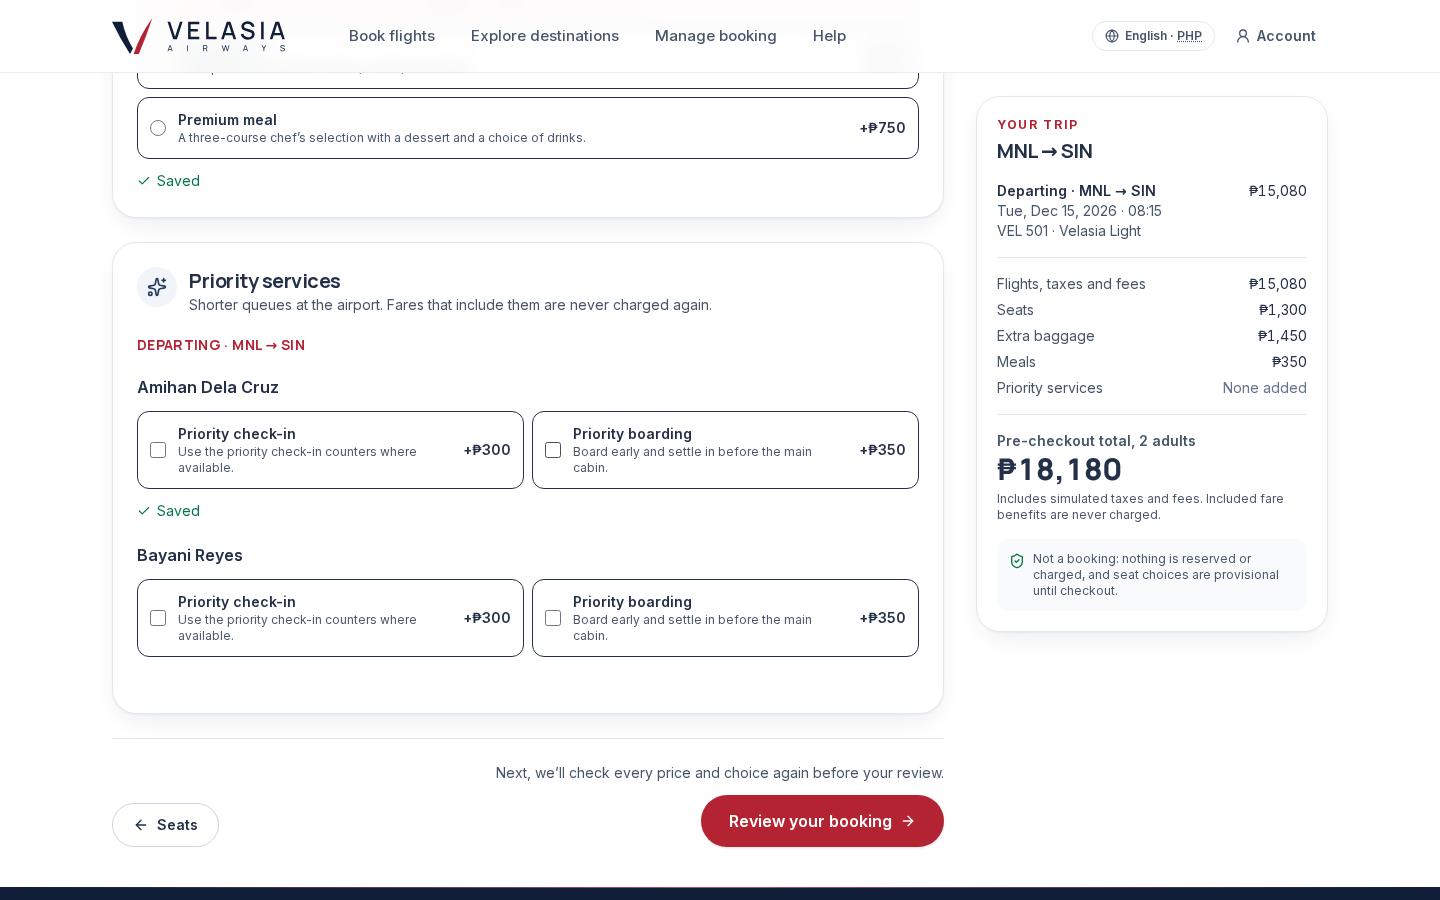 VELASIA
AIRWAYS
Book flights
Explore destinations
Manage booking
Help
English · PHP
Account
Premium meal
A three-course chef’s selection with a dessert and a choice of drinks.
+₱750
Saved
Priority services
Shorter queues at the airport. Fares that include them are never charged again.
DEPARTING · MNL → SIN
Amihan Dela Cruz
Priority check-in
Use the priority check-in counters where
available.
+₱300
Priority boarding
Board early and settle in before the main
cabin.
+₱350
Saved
Bayani Reyes
Priority check-in
Use the priority check-in counters where
available.
+₱300
Priority boarding
Board early and settle in before the main
cabin.
+₱350
Next, we’ll check every price and choice again before your review.
Seats
Review your booking
YOUR TRIP
MNL → SIN
Departing · MNL → SIN ₱15,080
Tue, Dec 15, 2026 · 08:15
VEL 501 · Velasia Light
Flights, taxes and fees ₱15,080
Seats ₱1,300
Extra baggage ₱1,450
Meals ₱350
Priority services None added
Pre-checkout total, 2 adults
₱18,180
Includes simulated taxes and fees. Included fare
benefits are never charged.
Not a booking: nothing is reserved or
charged, and seat choices are provisional
until checkout.